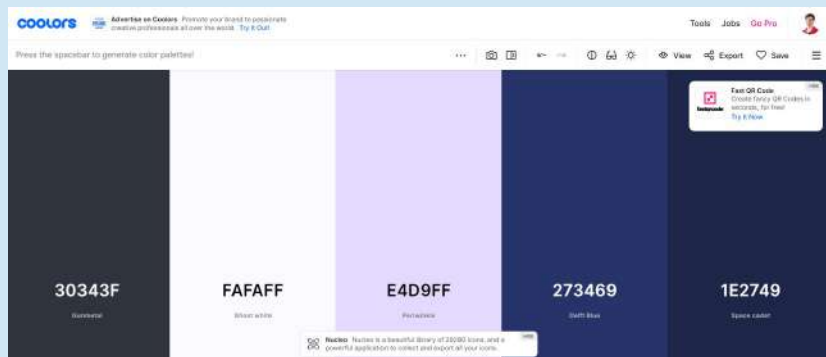 coolors
Advertise on Coolors Promote your brand to passionate
creative professionals all over the world. Try It Out!
Tools Jobs Go Pro
Press the spacebar to generate color palettes!
View Export Save
Fast QR Code
Create fancy QR Codes in
seconds, for free!
Try It Now
30343F
FAFAFF
E4D9FF
273469
1E2749
Gunmetal
Ghost white
Periwinkle
Delft Blue
Space cadet
Nucleo Nucleo is a beautiful library of
icons, and a
powerful application to collect and export all your icons.